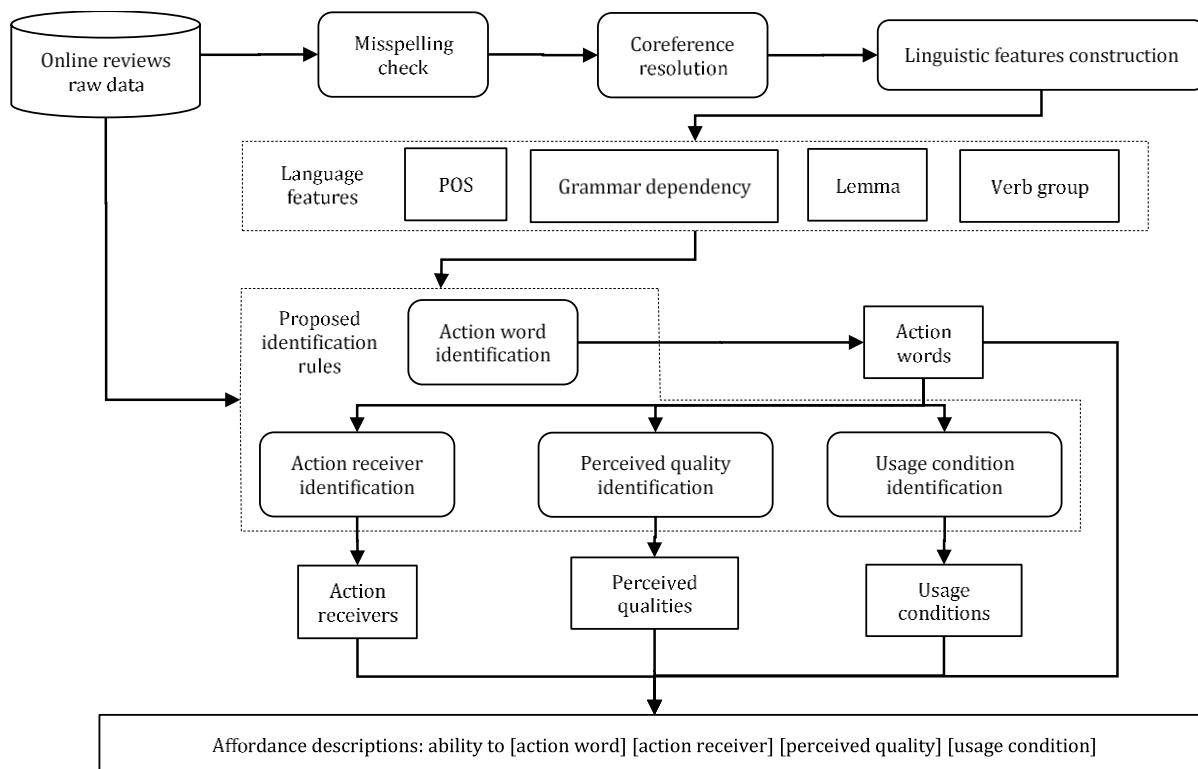 Online reviews
raw data
Misspelling
check
Coreference
resolution
Linguistic features construction
Language
features
POS
Grammar dependency
Lemma
Verb group
Proposed
identification
rules
Action word
identification
Action
words
Action receiver
identification
Perceived quality
identification
Usage condition
identification
Action
receivers
Perceived
qualities
Usage
conditions
Affordance descriptions: ability to [action word] [action receiver] [perceived quality] [usage condition]